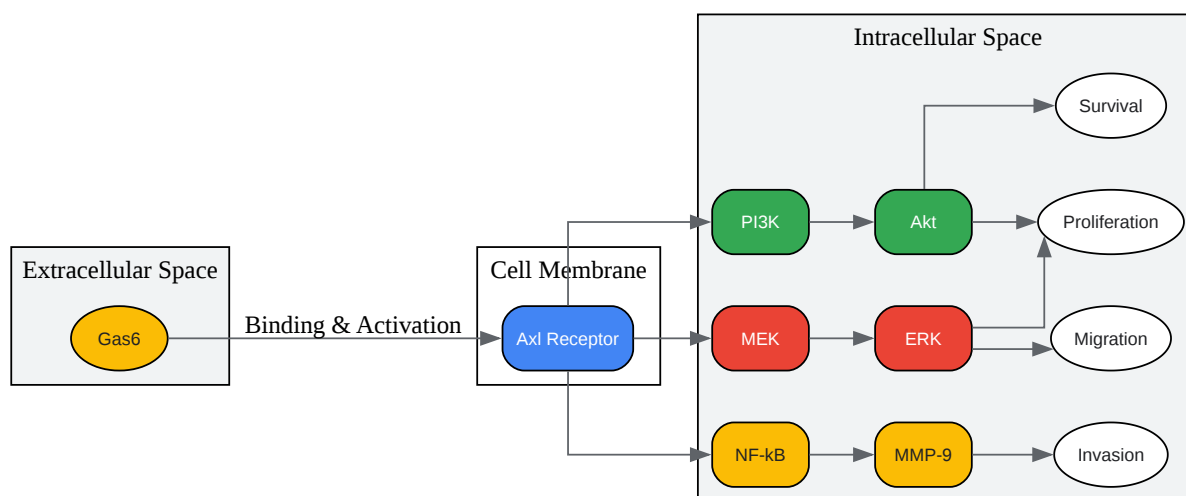 Intracellular Space
Survival
PI3K
Akt
Proliferation
Extracellular Space
Cell Membrane
Gas6
Binding & Activation
Axl Receptor
MEK
ERK
Migration
NF-kB
MMP-9
Invasion